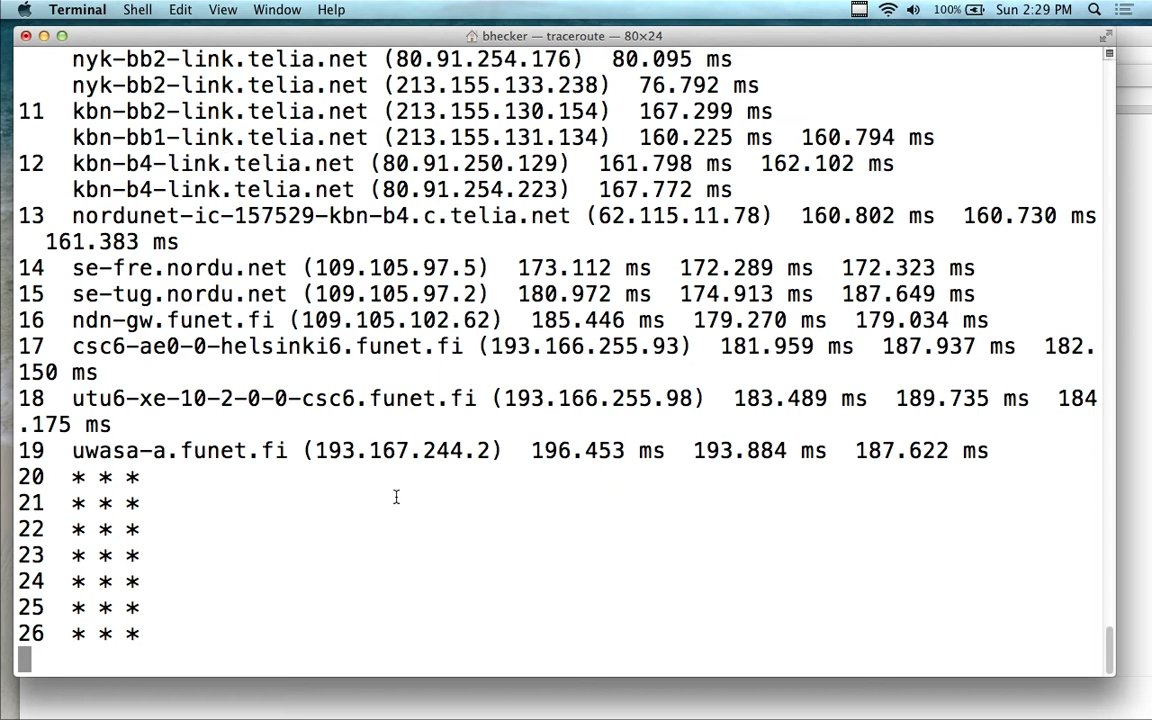 Terminal Shell Edit View Window Help 100% Sun 2:29 PM
bhecker — traceroute — 80×24
nyk-bb2-link.telia.net (80.91.254.176) 80.095 ms
nyk-bb2-link.telia.net (213.155.133.238) 76.792 ms
11 kbn-bb2-link.telia.net (213.155.130.154) 167.299 ms
kbn-bb1-link.telia.net (213.155.131.134) 160.225 ms 160.794 ms
12 kbn-b4-link.telia.net (80.91.250.129) 161.798 ms 162.102 ms
kbn-b4-link.telia.net (80.91.254.223) 167.772 ms
13 nordunet-ic-157529-kbn-b4.c.telia.net (62.115.11.78) 160.802 ms 160.730 ms
161.383 ms
14 se-fre.nordu.net (109.105.97.5) 173.112 ms 172.289 ms 172.323 ms
15 se-tug.nordu.net (109.105.97.2) 180.972 ms 174.913 ms 187.649 ms
16 ndn-gw.funet.fi (109.105.102.62) 185.446 ms 179.270 ms 179.034 ms
17 csc6-ae0-0-helsinki6.funet.fi (193.166.255.93) 181.959 ms 187.937 ms 182.
150 ms
18 utu6-xe-10-2-0-0-csc6.funet.fi (193.166.255.98) 183.489 ms 189.735 ms 184
.175 ms
19 uwasa-a.funet.fi (193.167.244.2) 196.453 ms 193.884 ms 187.622 ms
20 * * *
21 * * *
22 * * *
23 * * *
24 * * *
25 * * *
26 * * *